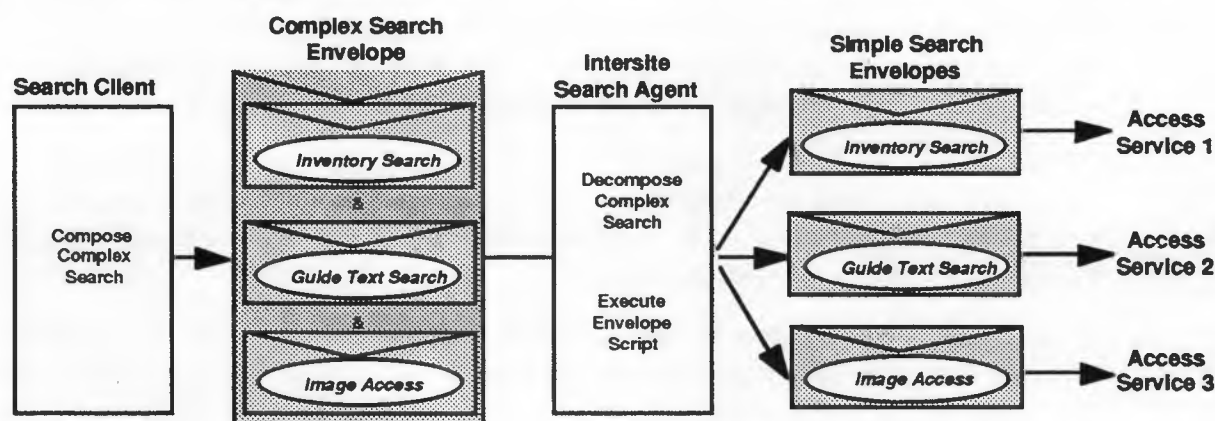 Search Client
Compose
Complex
Search
Complex Search
Envelope
Inventory Search
&
Guide Text Search
&
Image Access
Intersite
Search Agent
Decompose
Complex
Search
Execute
Envelope
Script
Simple Search
Envelopes
Inventory Search
Guide Text Search
Image Access
Access
Service 1
Access
Service 2
Access
Service 3